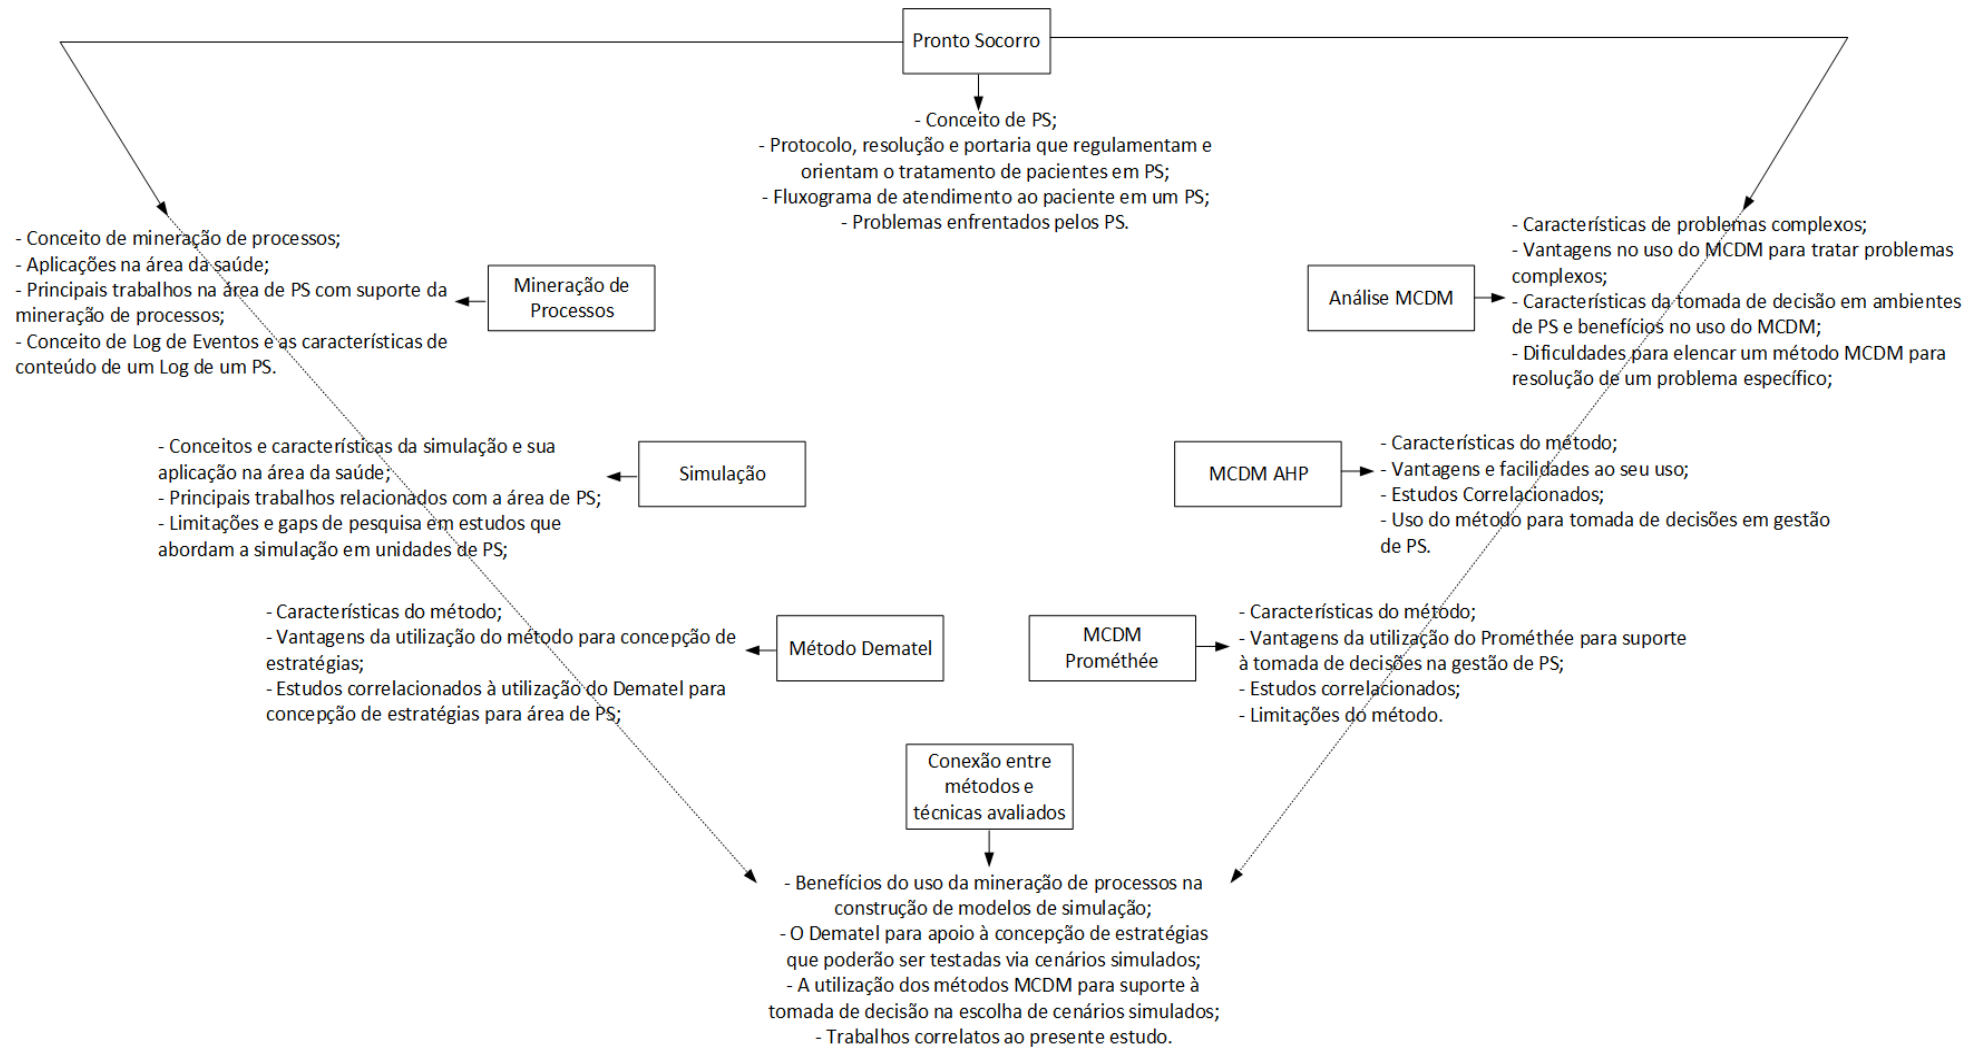 Pronto Socorro
- Conceito de PS;
- Protocolo, resolução e portaria que regulamentam e
orientam o tratamento de pacientes em PS;
- Fluxograma de atendimento ao paciente em um PS;
- Problemas enfrentados pelos PS.
- Conceito de mineração de processos;
- Aplicações na área da saúde;
- Principais trabalhos na área de PS com suporte da
mineração de processos;
- Conceito de Log de Eventos e as características de
conteúdo de um Log de um PS.
Mineração de
Processos
Análise MCDM
- Características de problemas complexos;
- Vantagens no uso do MCDM para tratar problemas
complexos;
- Características da tomada de decisão em ambientes
de PS e benefícios no uso do MCDM;
- Dificuldades para elencar um método MCDM para
resolução de um problema específico;
- Conceitos e características da simulação e sua
aplicação na área da saúde;
- Principais trabalhos relacionados com a área de PS;
- Limitações e gaps de pesquisa em estudos que
abordam a simulação em unidades de PS;
Simulação
MCDM AHP
- Características do método;
- Vantagens e facilidades ao seu uso;
- Estudos Correlacionados;
- Uso do método para tomada de decisões em gestão
de PS.
- Características do método;
- Vantagens da utilização do método para concepção de
estratégias;
- Estudos correlacionados à utilização do Dematel para
concepção de estratégias para área de PS;
Método Dematel
MCDM
Prométhée
- Características do método;
- Vantagens da utilização do Prométhée para suporte
à tomada de decisões na gestão de PS;
- Estudos correlacionados;
- Limitações do método.
Conexão entre
métodos e
técnicas avaliados
- Benefícios do uso da mineração de processos na
construção de modelos de simulação;
- O Dematel para apoio à concepção de estratégias
que poderão ser testadas via cenários simulados;
- A utilização dos métodos MCDM para suporte à
tomada de decisão na escolha de cenários simulados;
- Trabalhos correlatos ao presente estudo.